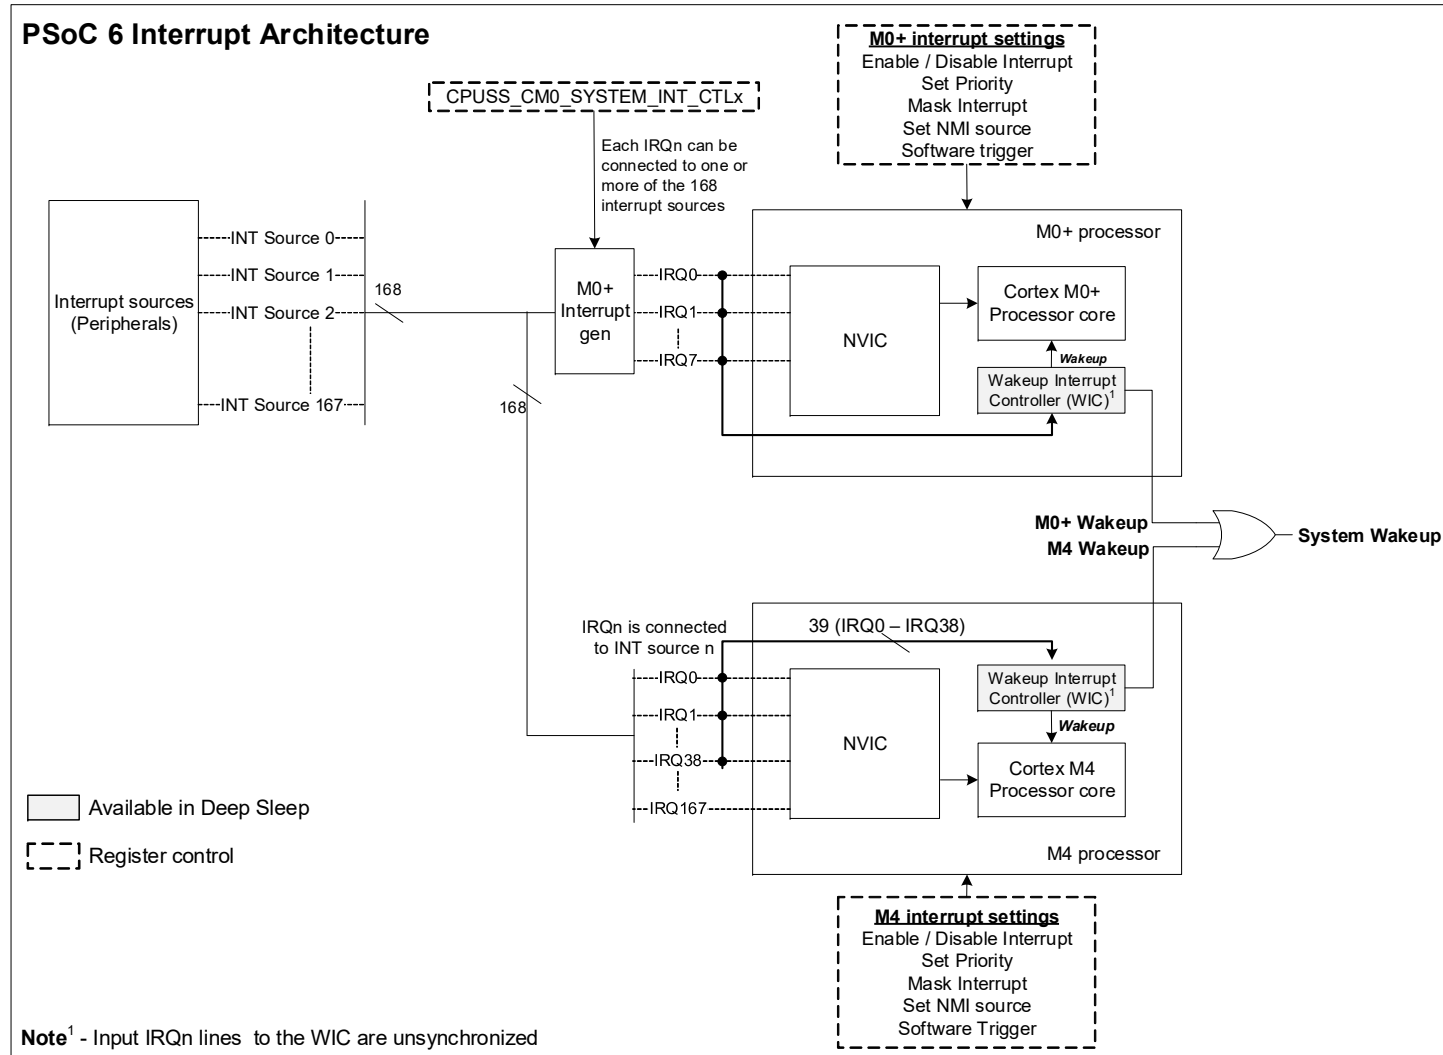 PSoC 6 Interrupt Architecture
M0+ interrupt settings
Enable / Disable Interrupt
Set Priority
Mask Interrupt
Set NMI source
Software trigger
CPUSS_CM0_SYSTEM_INT_CTLx
Each IRQn can be
connected to one or
more of the 168
interrupt sources
Interrupt sources
(Peripherals)
INT Source 0
INT Source 1
INT Source 2
INT Source 167
168
168
M0+
Interrupt
gen
IRQ0
IRQ1
IRQ7
M0+ processor
NVIC
Cortex M0+
Processor core
Wakeup
Wakeup Interrupt
Controller (WIC)1
M0+ Wakeup
M4 Wakeup
System Wakeup
IRQn is connected
to INT source n
39 (IRQ0 – IRQ38)
IRQ0
IRQ1
IRQ38
IRQ167
NVIC
Wakeup Interrupt
Controller (WIC)1
Wakeup
Cortex M4
Processor core
M4 processor
Available in Deep Sleep
Register control
M4 interrupt settings
Enable / Disable Interrupt
Set Priority
Mask Interrupt
Set NMI source
Software Trigger
Note1 - Input IRQn lines to the WIC are unsynchronized